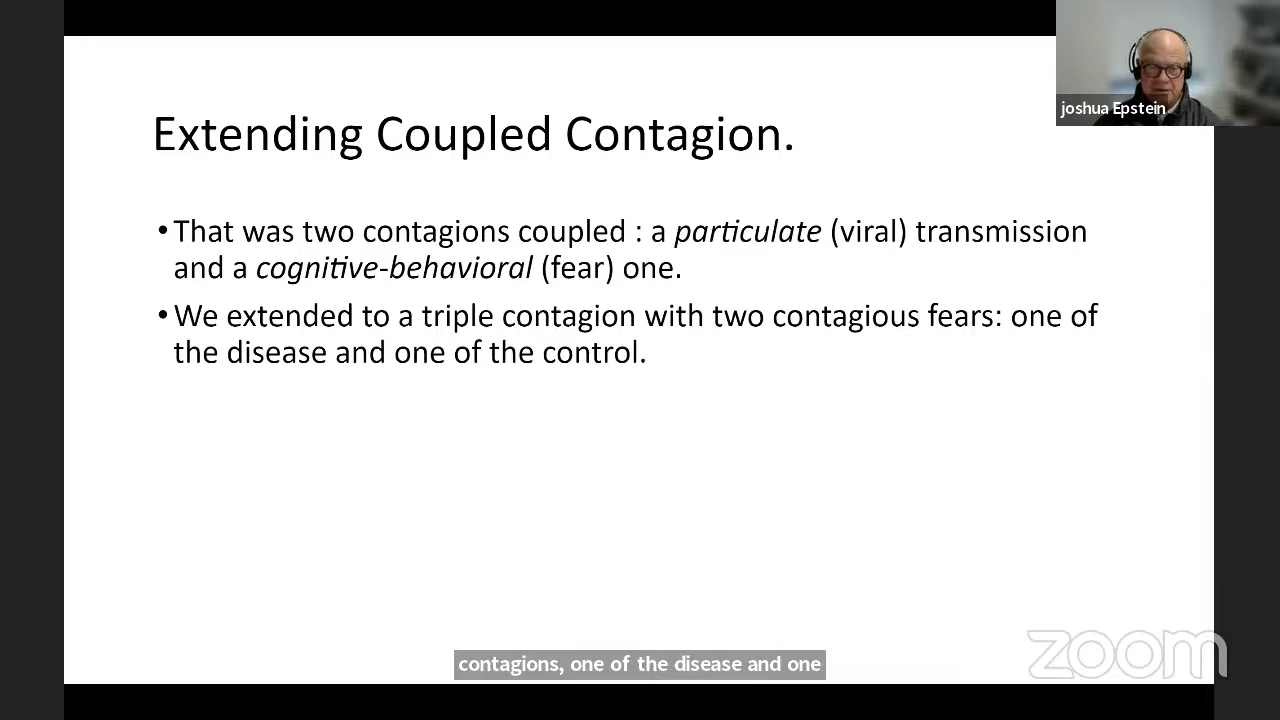 joshua Epstein
Extending Coupled Contagion.
•That was two contagions coupled : a particulate (viral) transmission
and a cognitive-behavioral (fear) one.
•We extended to a triple contagion with two contagious fears: one of
the disease and one of the control.
contagions, one of the disease and one
zoom